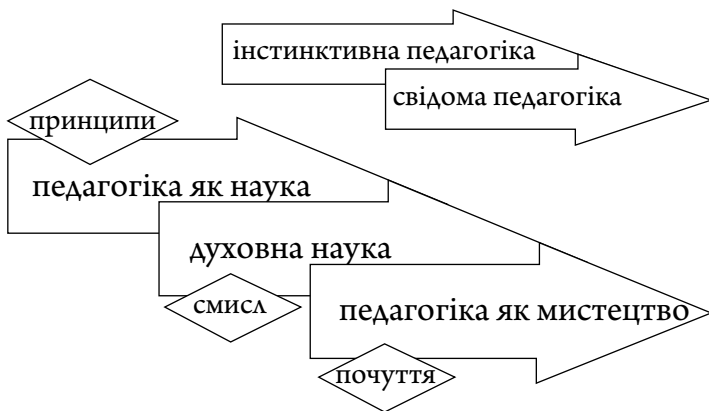 інстинктивна педагогіка
свідома педагогіка
принципи
педагогіка як наука
духовна наука
смисл
педагогіка як мистецтво
почуття